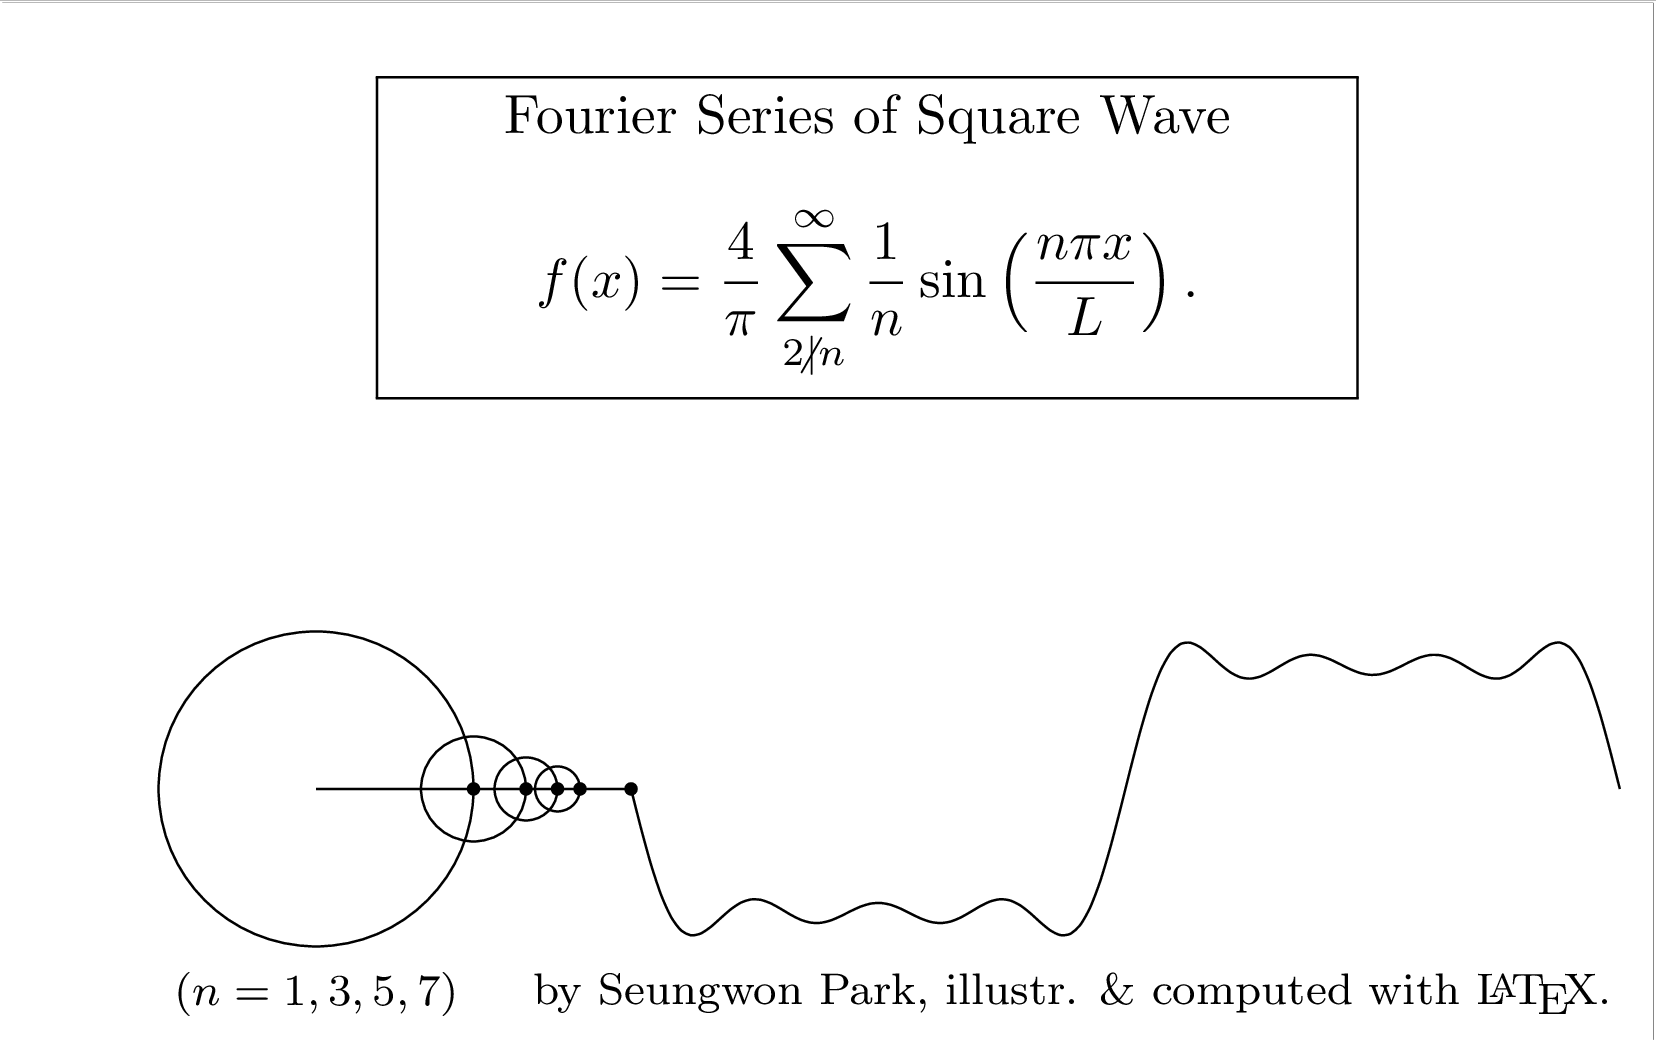 Fourier Series of Square Wave
f(x) = \frac{4}{\pi} \sum_{2 \nmid n}^{\infty} \frac{1}{n} \sin\left(\frac{n\pi x}{L}\right).
(n = 1, 3, 5, 7) by Seungwon Park, illustr. & computed with LATEX.